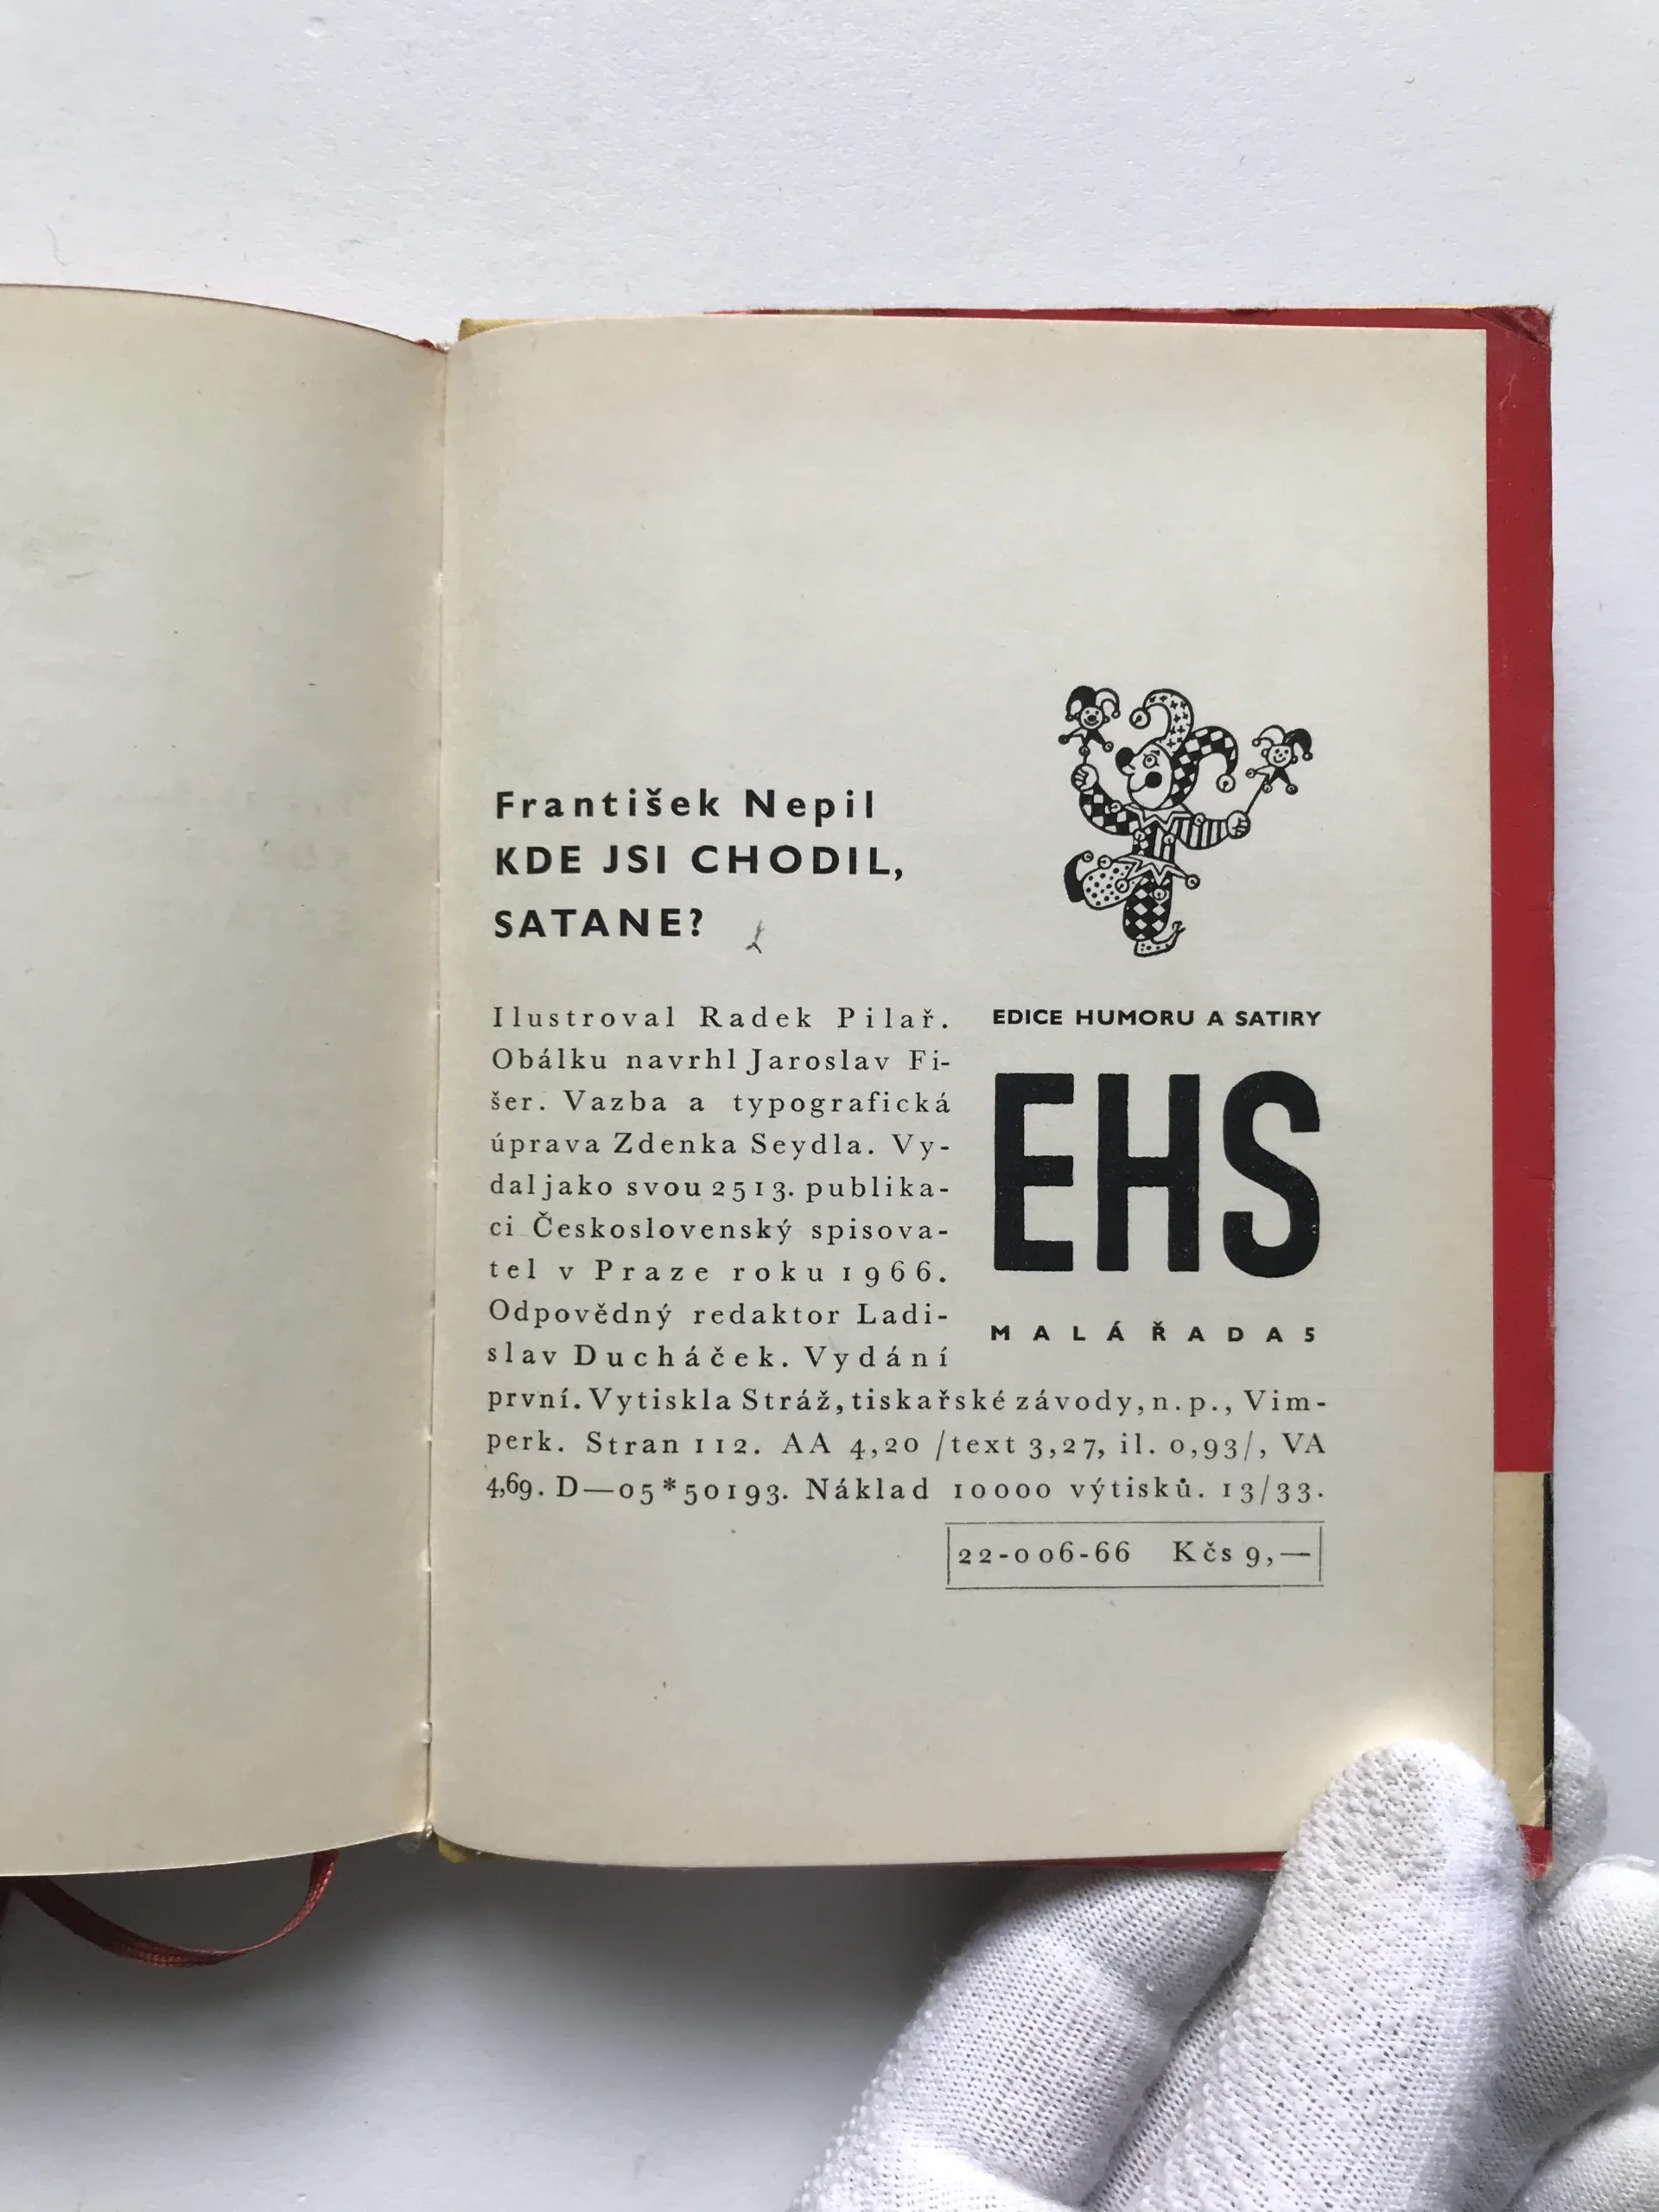 František Nepil
KDE JSI CHODIL,
SATANE?
Ilustroval Radek Pilař.
Obálku navrhl Jaroslav Fi-
šer. Vazba a typografická
úprava Zdenka Seydla. Vy-
dal jako svou 2513. publika-
ci Československý spisova-
tel v Praze roku 1966.
Odpovědný redaktor Ladi-
slav Ducháček. Vydání
první. Vytiskla Stráž, tiskařské závody, n. p., Vim-
perk. Stran 112. AA 4,20 /text 3,27, il. 0,93/, VA
4,69. D—05*50193. Náklad 10000 výtisků. 13/33.
22-006-66 Kčs 9,—
EDICE HUMORU A SATIRY
EHS
MALÁ ŘADA 5